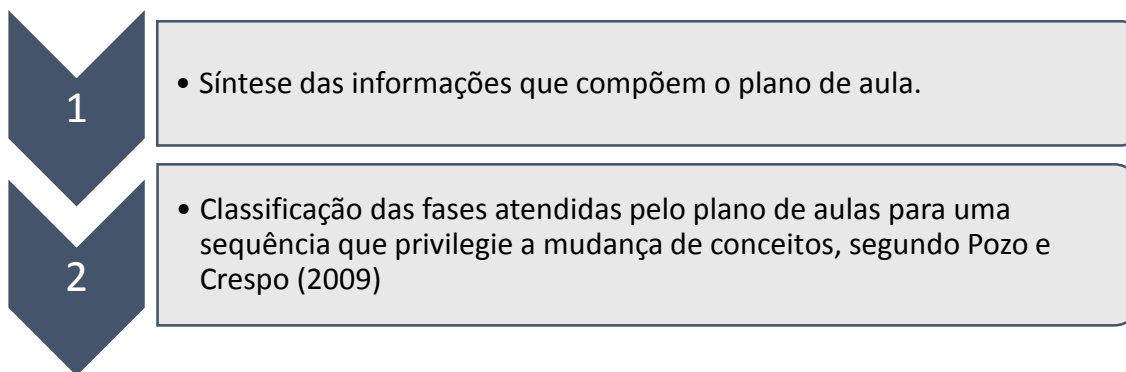 1
• Síntese das informações que compõem o plano de aula.
2
• Classificação das fases atendidas pelo plano de aulas para uma
sequência que privilegie a mudança de conceitos, segundo Pozo e
Crespo (2009)